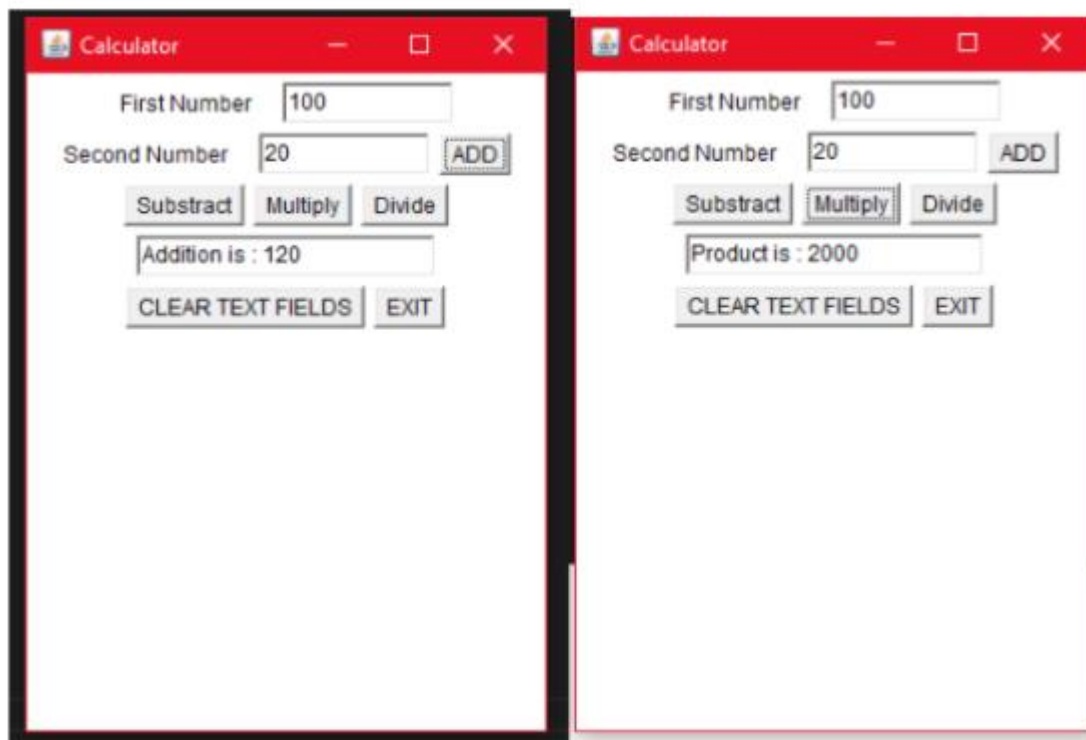 Calculator
First Number 100
Second Number 20 ADD
Substract Multiply Divide
Addition is : 120
CLEAR TEXT FIELDS EXIT
Calculator
First Number 100
Second Number 20 ADD
Substract Multiply Divide
Product is : 2000
CLEAR TEXT FIELDS EXIT